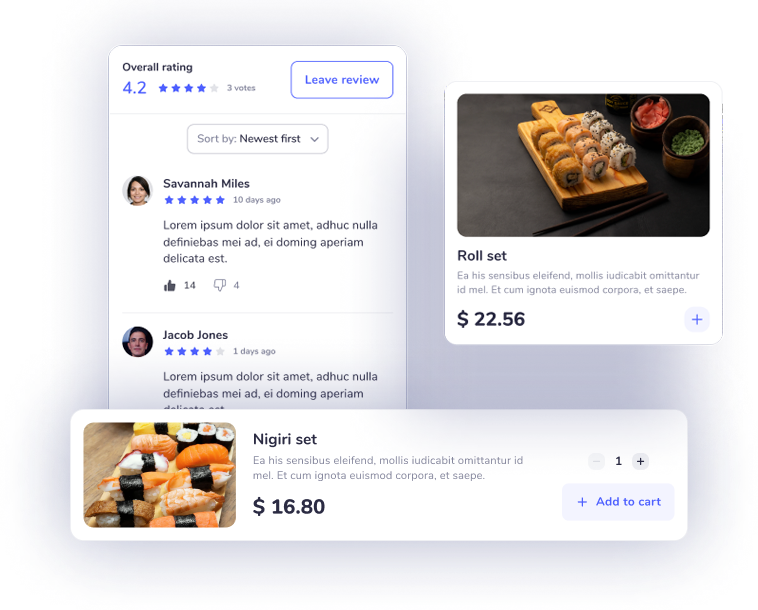 Overall rating
4.2
3 votes
Leave review
Sort by: Newest first
Savannah Miles
10 days ago
Lorem ipsum dolor sit amet, adhuc nulla
definiebas mei ad, ei doming aperiam
delicata est.
14
4
Jacob Jones
1 days ago
Lorem ipsum dolor sit amet, adhuc nulla
definiebas mei ad, ei doming aperiam
delicata est.
Roll set
Ea his sensibus eleifend, mollis iudicabit omittantur
id mel. Et cum ignota euismod corpora, et saepe.
$ 22.56
+
Nigiri set
Ea his sensibus eleifend, mollis iudicabit omittantur id
mel. Et cum ignota euismod corpora, et saepe.
$ 16.80
− 1 +
+ Add to cart